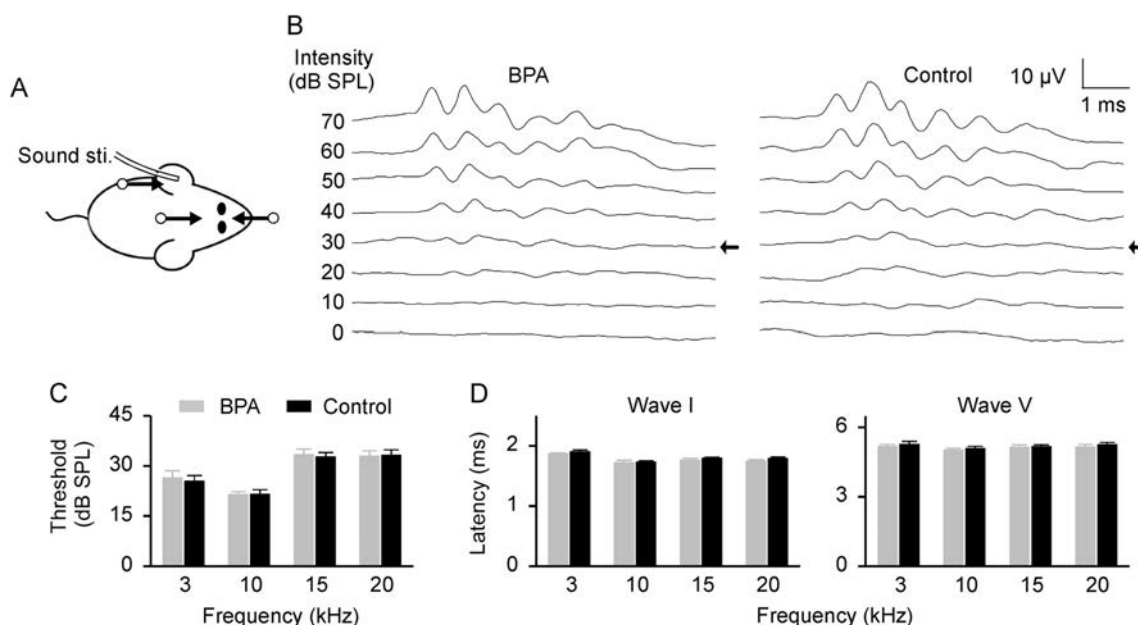 A
Sound sti.
B
Intensity
(dB SPL)
BPA
Control
10 µV
1 ms
70
60
50
40
30
20
10
0
C
BPA
Control
Threshold
(dB SPL)
45
30
15
0
3 10 15 20
Frequency (kHz)
D
Wave I
Wave V
Latency (ms)
2
1
0
3 10 15 20
6
3
0
3 10 15 20
Frequency (kHz)